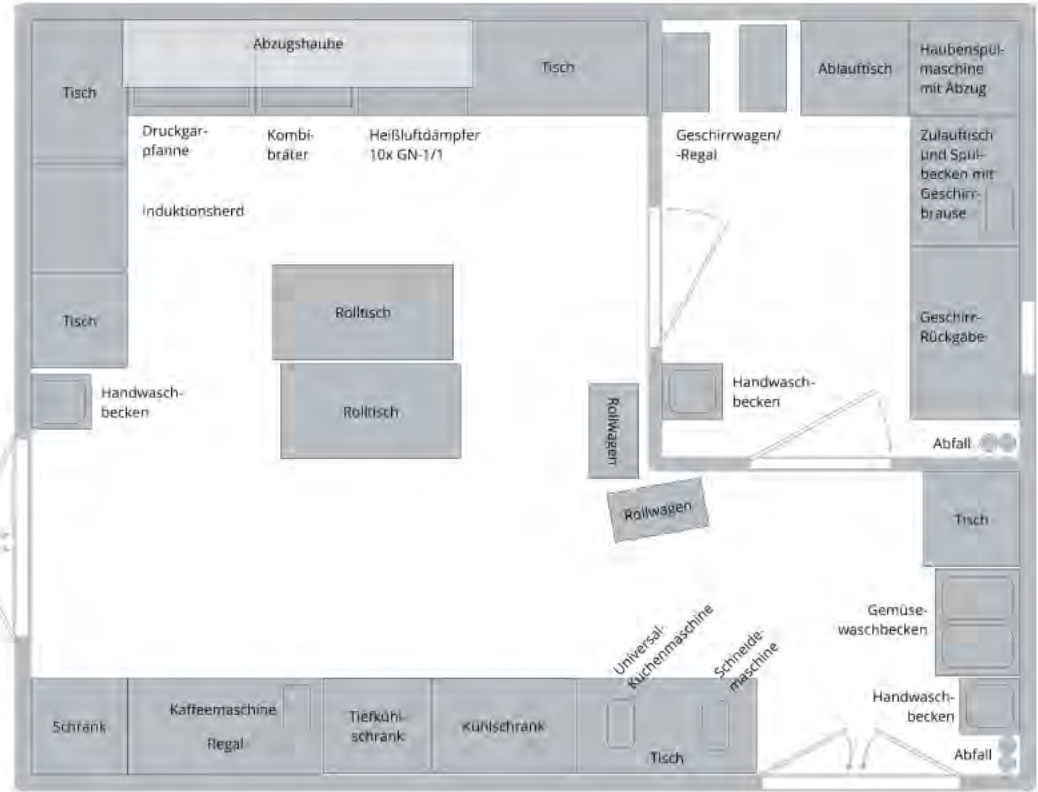 Abzugshaube
Tisch
Tisch
Ablauftisch
Haubenspül-
maschine
mit Abzug
Druckgar-
pfanne
Kombi-
bräter
Heißluftdämpfer
10x GN-1/1
Geschirrwagen/
-Regal
Zulauftisch
und Spül-
becken mit
Geschirr-
brause
Induktionsherd
Tisch
Rolltisch
Geschirr-
Rückgabe
Handwasch-
becken
Rolltisch
Rollwagen
Handwasch-
becken
Abfall
Rollwagen
Tisch
Gemüse-
waschbecken
Universal-
Küchenmaschine
Schneide-
maschine
Handwasch-
becken
Schrank
Kaffeemaschine
Regal
Tiefkühl-
schrank
Kühlschrank
Tisch
Abfall